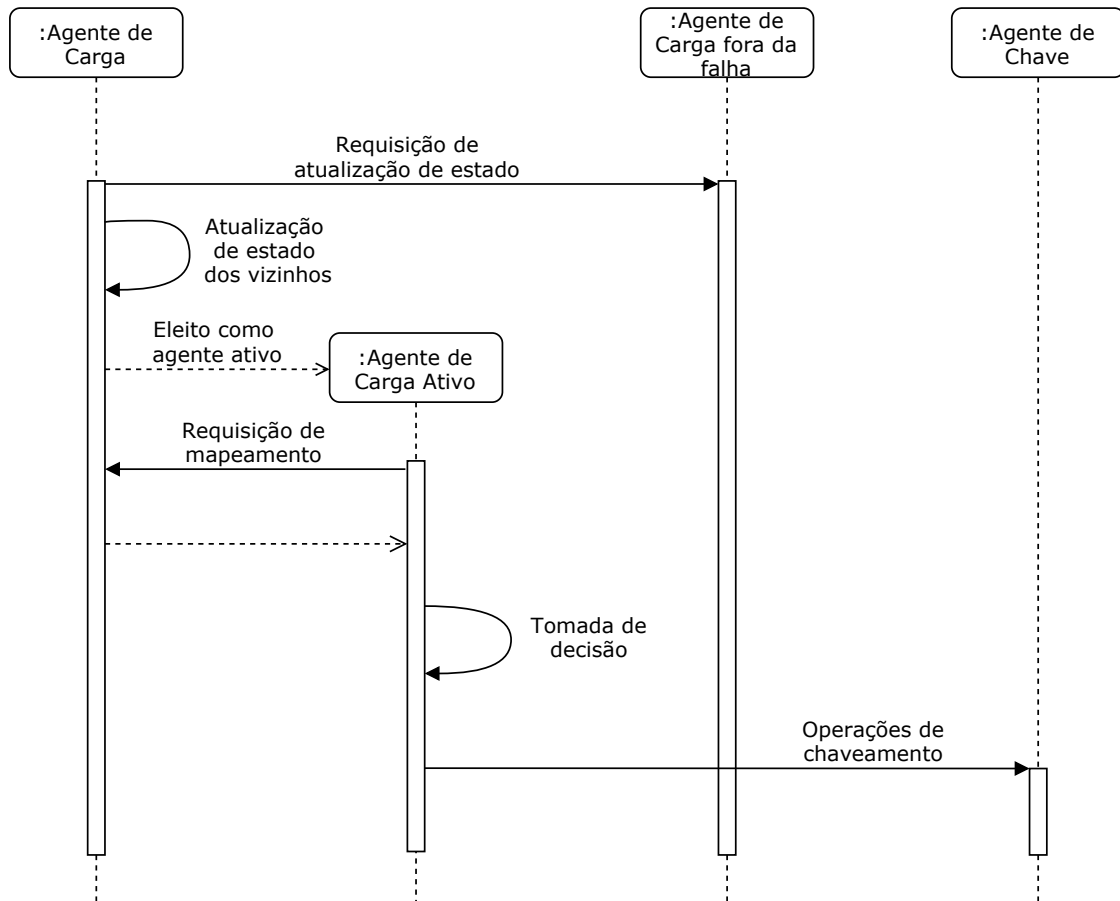 :Agente de
Carga
:Agente de
Carga fora da
falha
:Agente de
Chave
Requisição de
atualização de estado
Atualização
de estado
dos vizinhos
Eleito como
agente ativo
:Agente de
Carga Ativo
Requisição de
mapeamento
Tomada de
decisão
Operações de
chaveamento